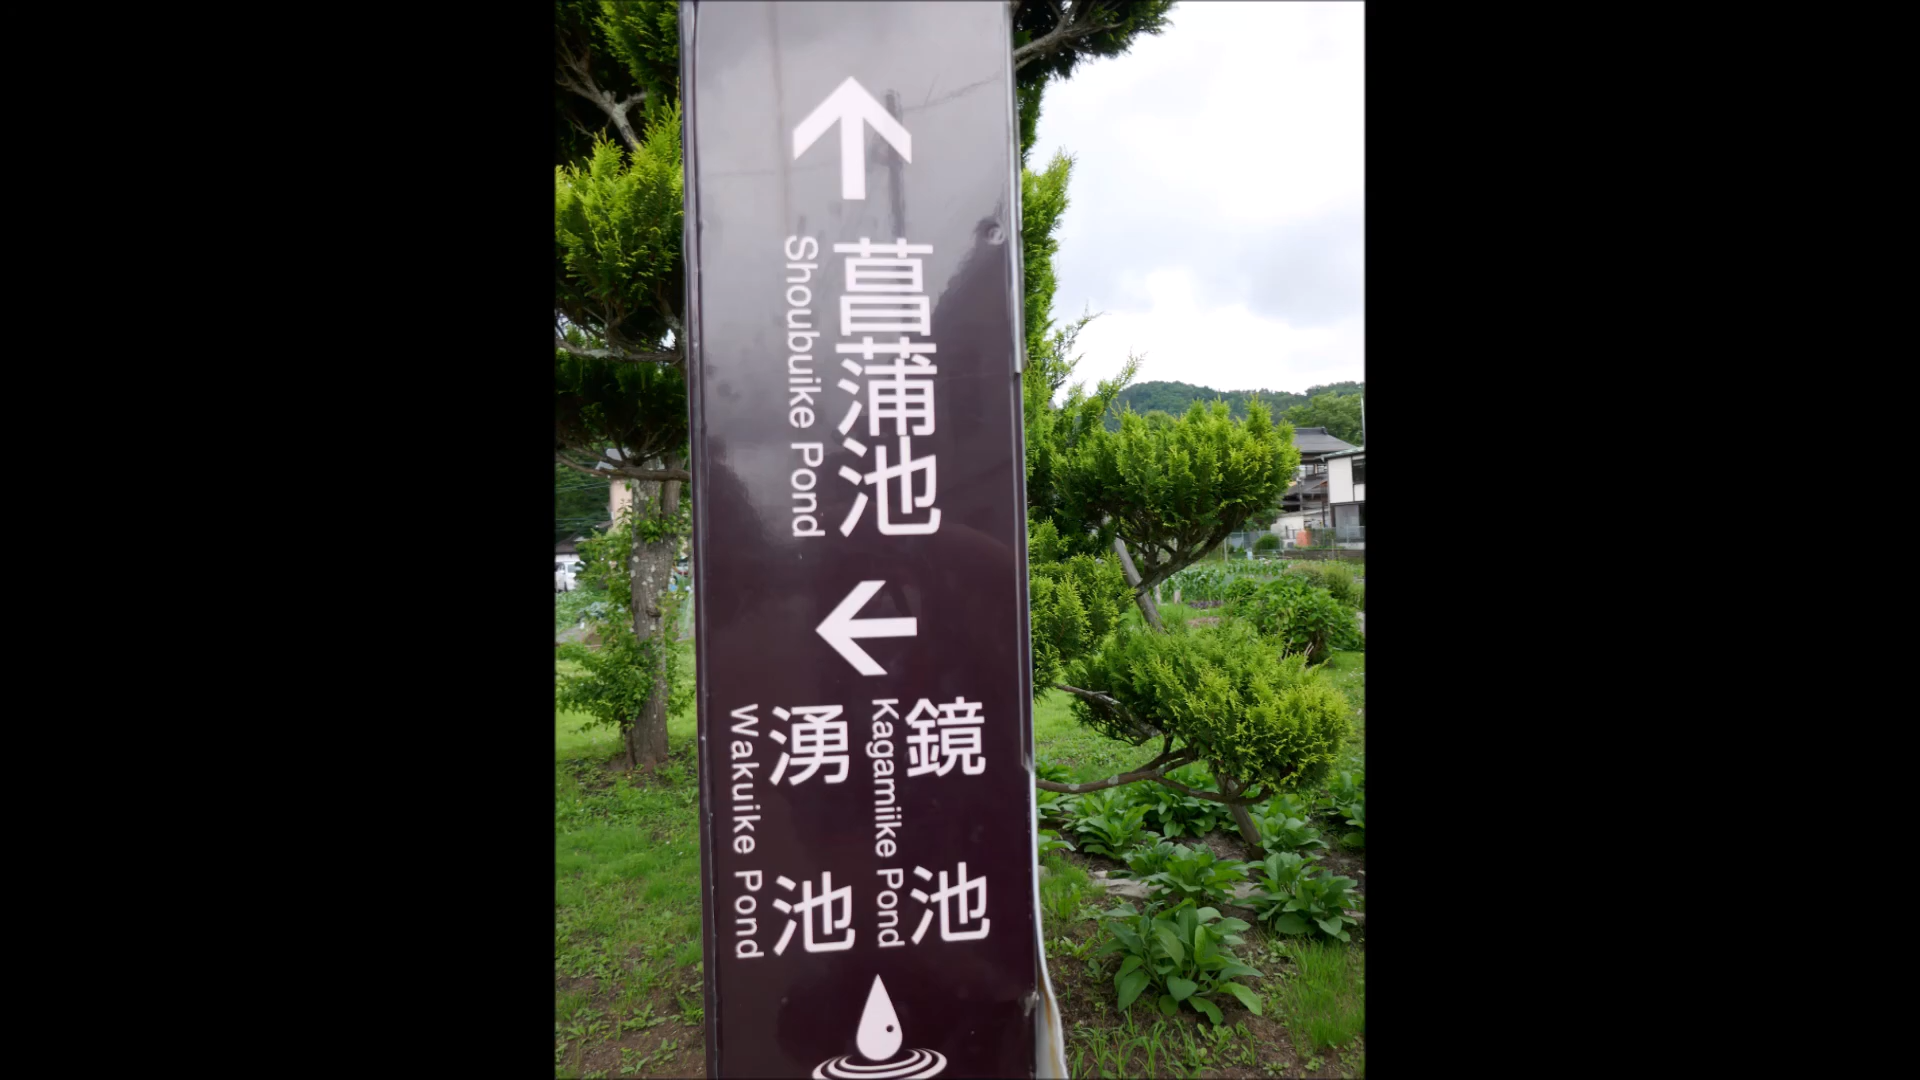 菖蒲池
Shoubuike Pond
鏡池
Kagamiike Pond
湧池
Wakuike Pond